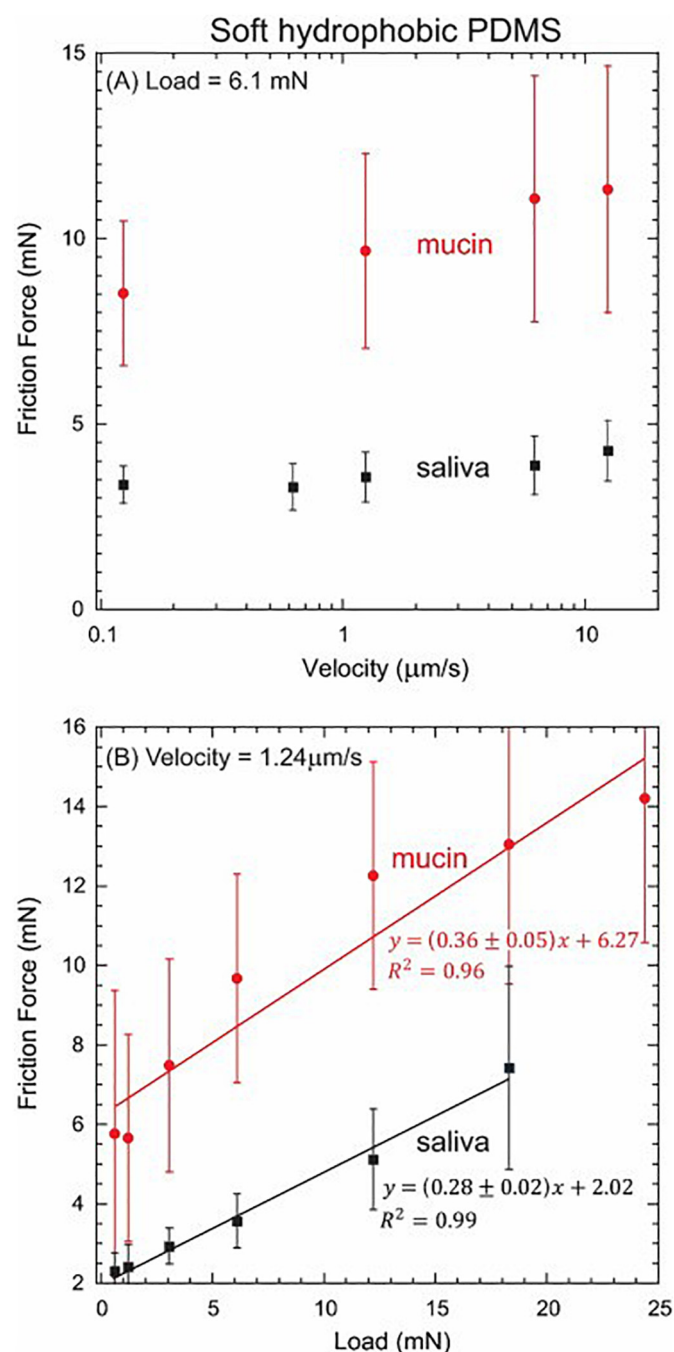 Soft hydrophobic PDMS
15
(A) Load = 6.1 mN
10
mucin
5
saliva
0
Friction Force (mN)
0.1
1
10
Velocity (μm/s)
16
(B) Velocity = 1.24μm/s
14
mucin
12
y = (0.36 ± 0.05)x + 6.27
R² = 0.96
10
8
6
saliva
y = (0.28 ± 0.02)x + 2.02
R² = 0.99
4
2
Friction Force (mN)
0
5
10
15
20
25
Load (mN)